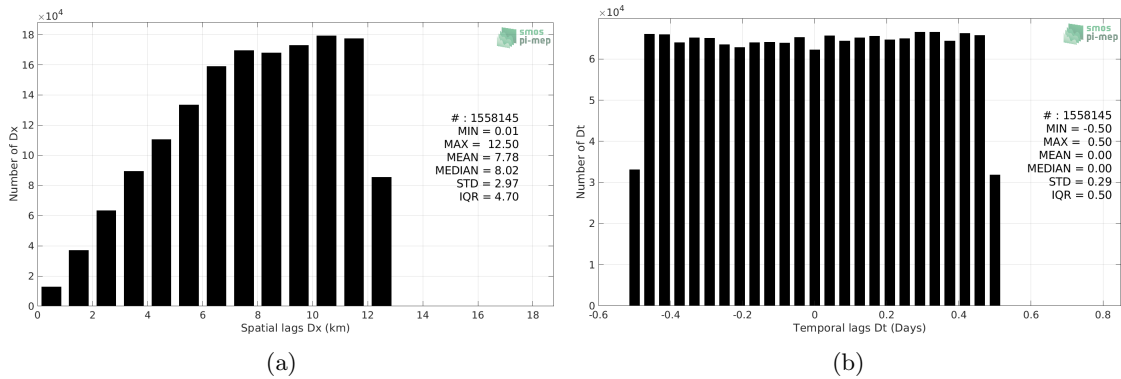 ×10⁴
18
16
14
12
10
8
6
4
2
0
Number of Dx
0 2 4 6 8 10 12 14 16 18
Spatial lags Dx (km)
smos
pi-mep
# : 1558145
MIN = 0.01
MAX = 12.50
MEAN = 7.78
MEDIAN = 8.02
STD = 2.97
IQR = 4.70
(a)
×10⁴
6
5
4
3
2
1
0
Number of Dt
-0.6 -0.4 -0.2 0 0.2 0.4 0.6 0.8
Temporal lags Dt (Days)
smos
pi-mep
# : 1558145
MIN = -0.50
MAX = 0.50
MEAN = 0.00
MEDIAN = 0.00
STD = 0.29
IQR = 0.50
(b)